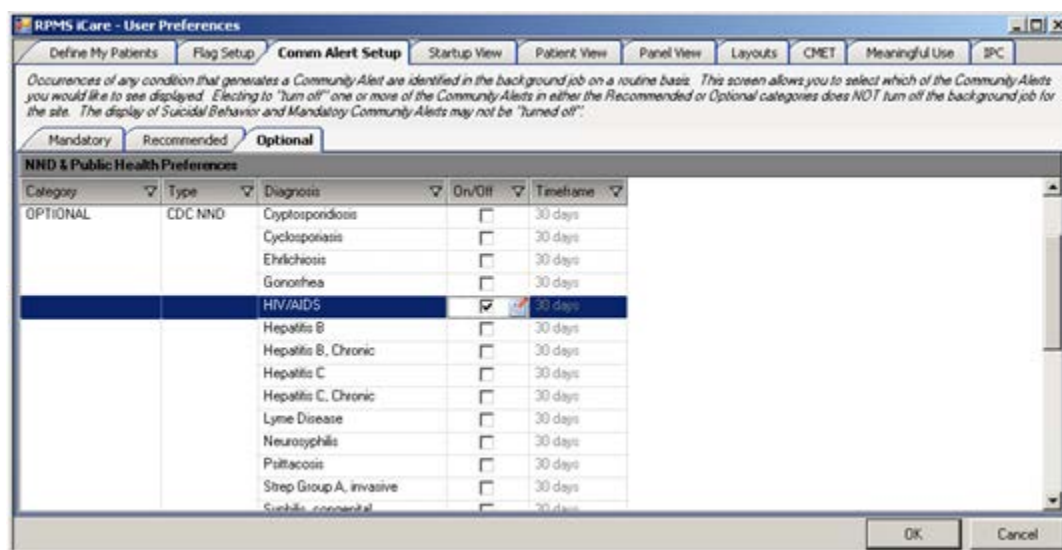 RPMS iCare - User Preferences
Define My Patients Flag Setup Comm Alert Setup Startup View Patient View Panel View Layouts CMET Meaningful Use IPC
Occurrences of any condition that generates a Community Alert are identified in the background job on a routine basis. This screen allows you to select which of the Community Alerts
you would like to see displayed. Electing to "turn off" one or more of the Community Alerts in either the Recommended or Optional categories does NOT turn off the background job for
the site. The display of Suicidal Behavior and Mandatory Community Alerts may not be "turned off".
Mandatory Recommended Optional
NND & Public Health Preferences
Category Type Diagnosis On/Off Timeframe
OPTIONAL CDC NND Cryptosporidiosis 30 days
Cyclosporiasis 30 days
Ehrlichiosis 30 days
Gonorrhea 30 days
HIV/AIDS 30 days
Hepatitis B 30 days
Hepatitis B, Chronic 30 days
Hepatitis C 30 days
Hepatitis C, Chronic 30 days
Lyme Disease 30 days
Neurosyphilis 30 days
Psittacosis 30 days
Strep Group A, invasive 30 days
Syphilis, congenital 30 days
OK Cancel